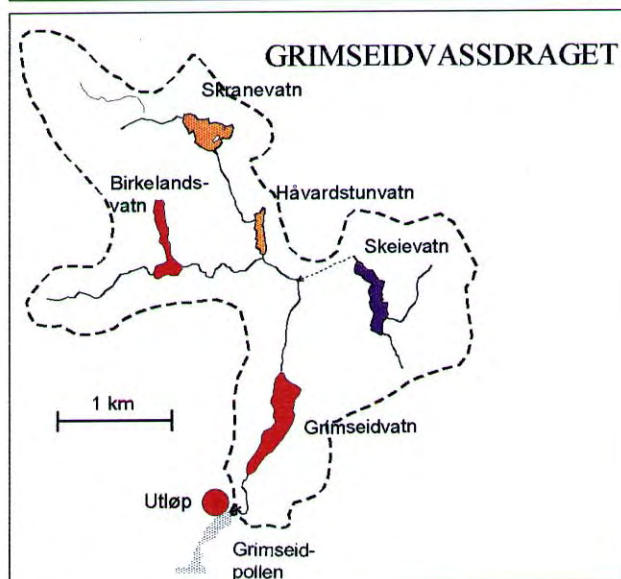 GRIMSEIDVASSDRAGET
Skranevatn
Birkelands-
vatn
Håvardstunvatn
Skeievatn
1 km
Grimseidvatn
Utløp
Grimseid-
pollen